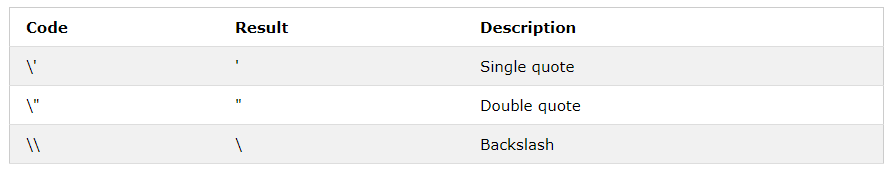 Code Result Description
\' ' Single quote
\" " Double quote
\\ \ Backslash